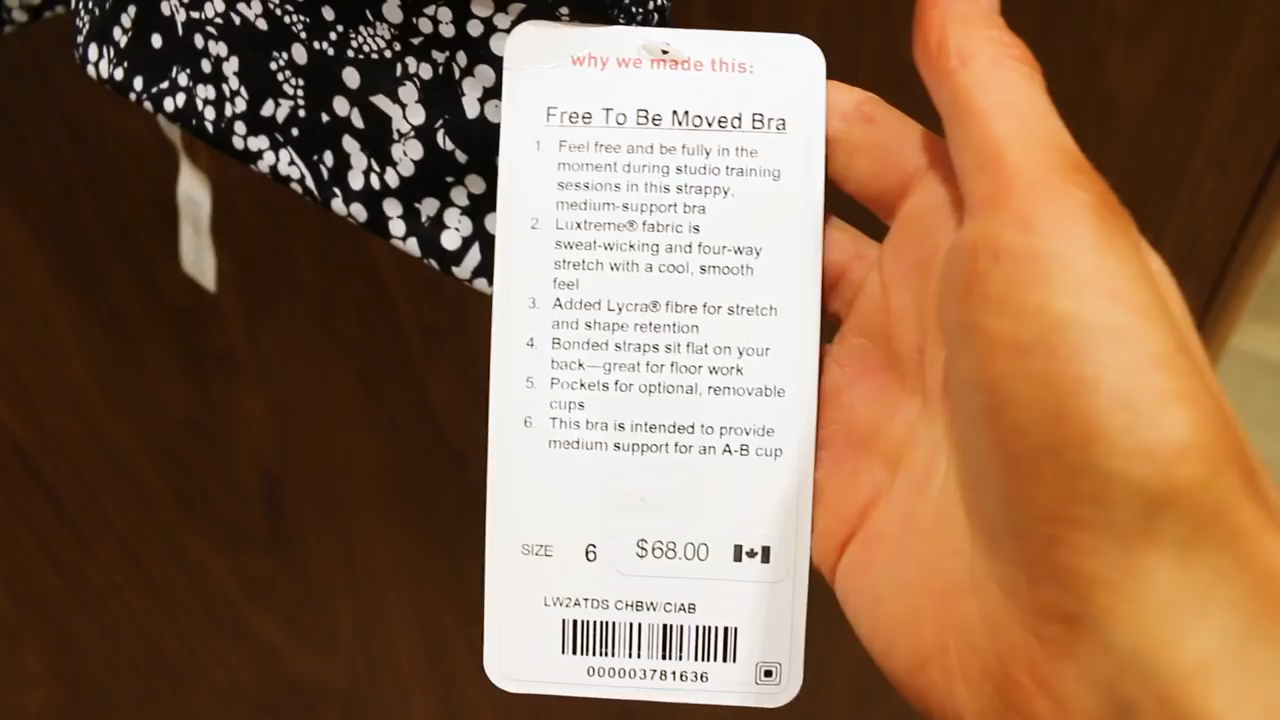 why we made this:
Free To Be Moved Bra
1. Feel free and be fully in the
moment during studio training
sessions in this strappy,
medium-support bra
2. Luxtreme® fabric is
sweat-wicking and four-way
stretch with a cool, smooth
feel
3. Added Lycra® fibre for stretch
and shape retention
4. Bonded straps sit flat on your
back—great for floor work
5. Pockets for optional, removable
cups
6. This bra is intended to provide
medium support for an A-B cup
SIZE 6 $68.00
LW2ATDS CHBW/CIAB
000003781636